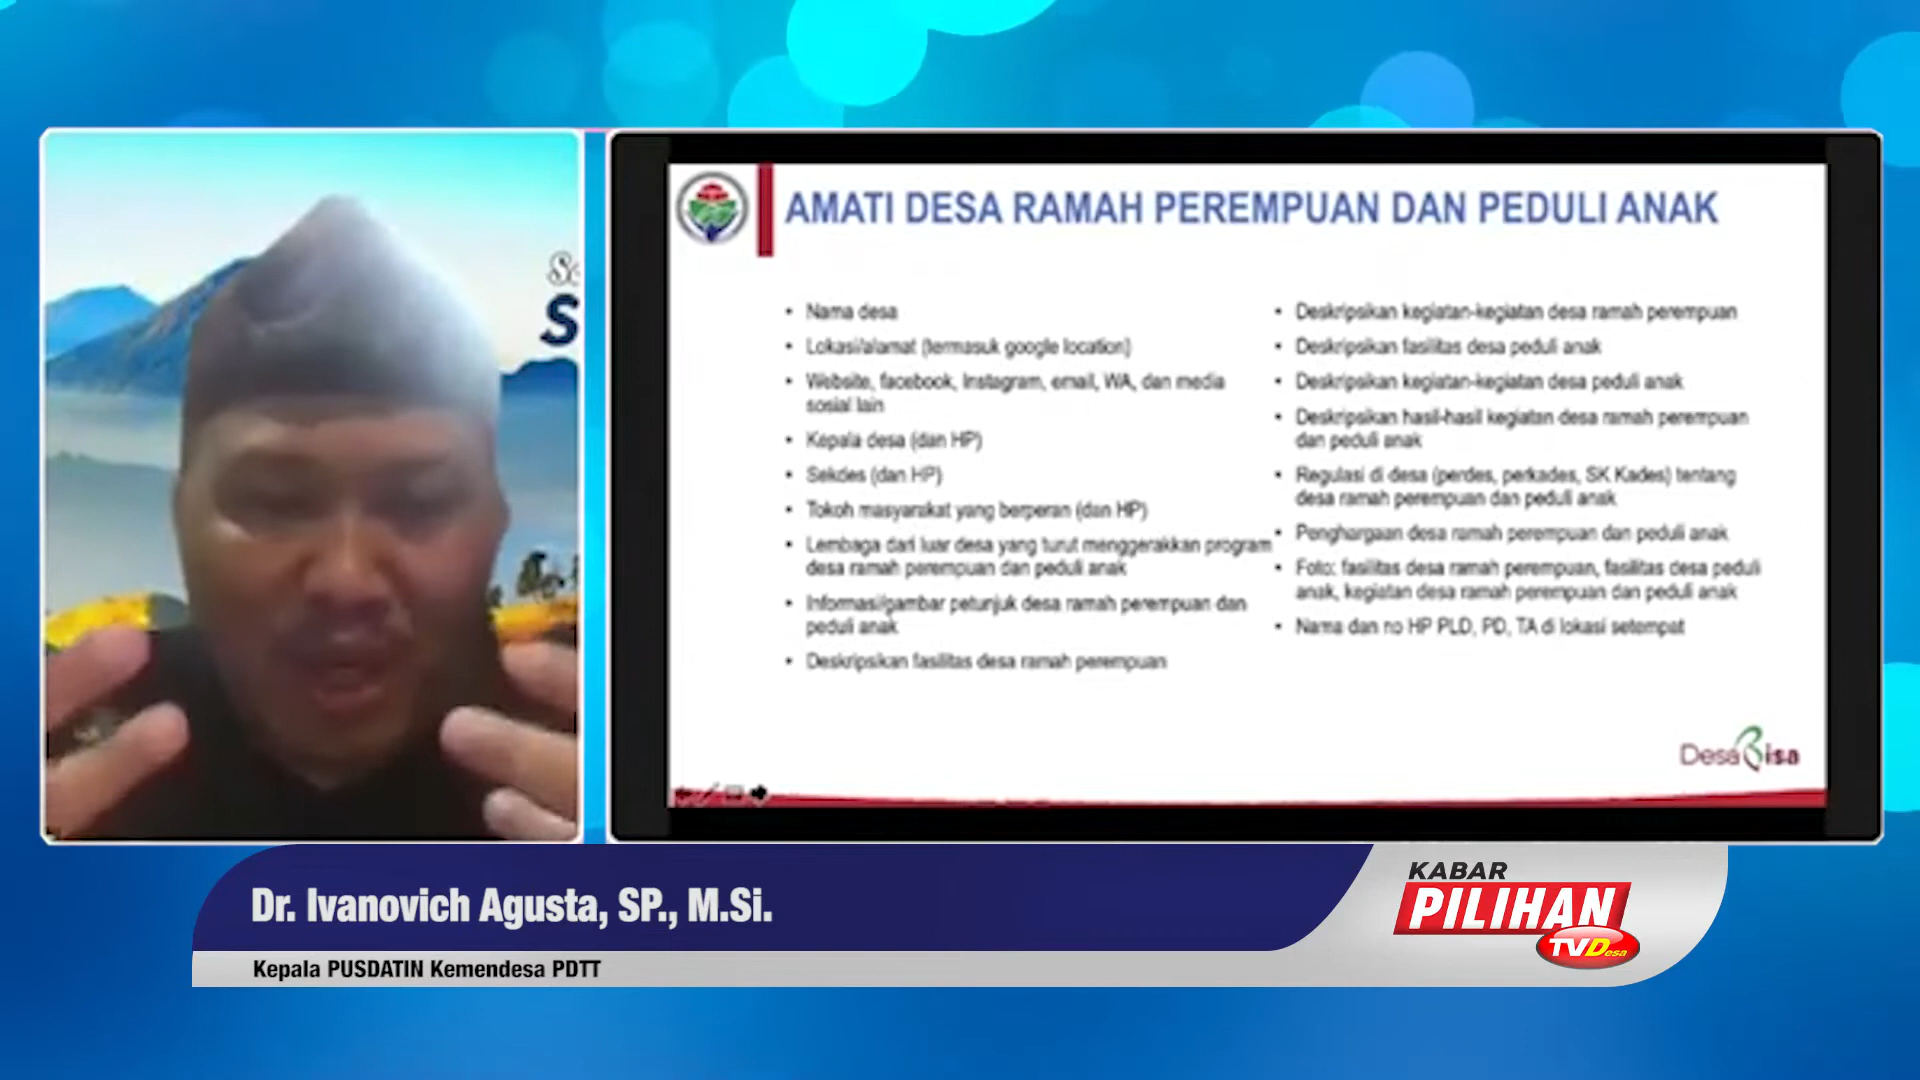 S
AMATI DESA RAMAH PEREMPUAN DAN PEDULI ANAK
• Nama desa
• Lokasi/alamat (termasuk google location)
• Website, facebook, Instagram, email, WA, dan media
sosial lain
• Kepala desa (dan HP)
• Sekdes (dan HP)
• Tokoh masyarakat yang berperan (dan HP)
• Lembaga dari luar desa yang turut menggerakkan program
desa ramah perempuan dan peduli anak
• Informasi/gambar petunjuk desa ramah perempuan dan
peduli anak
• Deskripsikan fasilitas desa ramah perempuan
• Deskripsikan kegiatan-kegiatan desa ramah perempuan
• Deskripsikan fasilitas desa peduli anak
• Deskripsikan kegiatan-kegiatan desa peduli anak
• Deskripsikan hasil-hasil kegiatan desa ramah perempuan
dan peduli anak
• Regulasi di desa (perdes, perkades, SK Kades) tentang
desa ramah perempuan dan peduli anak
• Penghargaan desa ramah perempuan dan peduli anak
• Foto: fasilitas desa ramah perempuan, fasilitas desa peduli
anak, kegiatan desa ramah perempuan dan peduli anak
• Nama dan no HP PLD, PD, TA di lokasi setempat
Desa Bisa
Dr. Ivanovich Agusta, SP., M.Si.
Kepala PUSDATIN Kemendesa PDTT
KABAR
PILIHAN
TVDesa